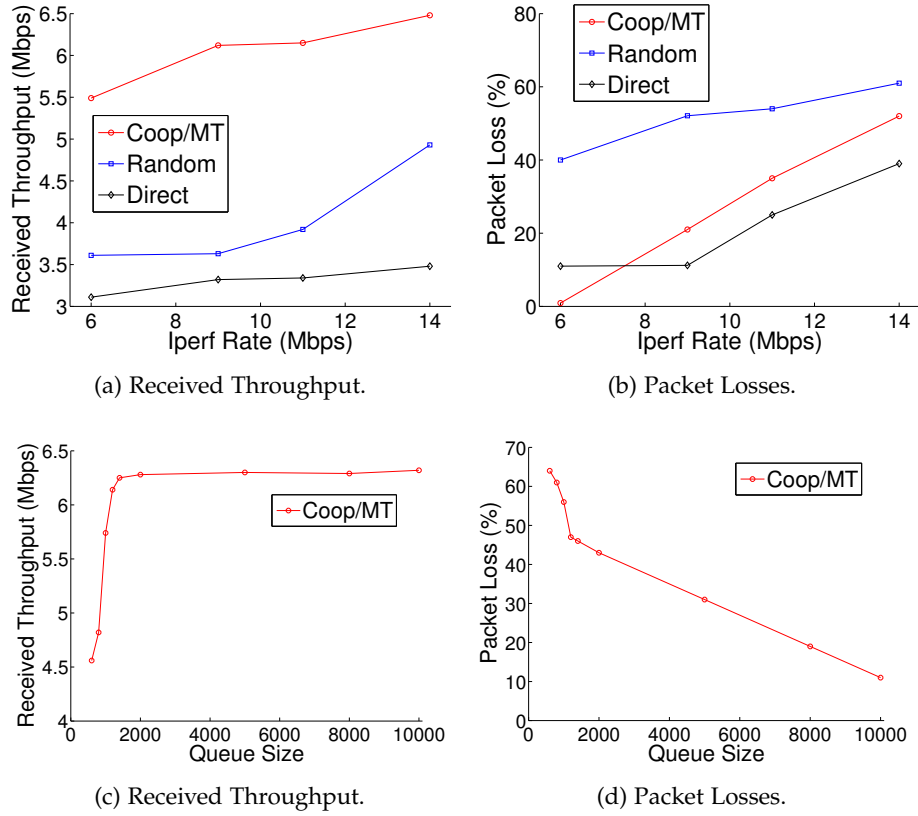 6.5
6
5.5
5
4.5
4
3.5
3
Received Throughput (Mbps)
Coop/MT
Random
Direct
6 8 10 12 14
Iperf Rate (Mbps)
(a) Received Throughput.
80
60
40
20
0
Packet Loss (%)
Coop/MT
Random
Direct
6 8 10 12 14
Iperf Rate (Mbps)
(b) Packet Losses.
6.5
6
5.5
5
4.5
4
Received Throughput (Mbps)
Coop/MT
0 2000 4000 6000 8000 10000
Queue Size
(c) Received Throughput.
70
60
50
40
30
20
10
0
Packet Loss (%)
Coop/MT
0 2000 4000 6000 8000 10000
Queue Size
(d) Packet Losses.